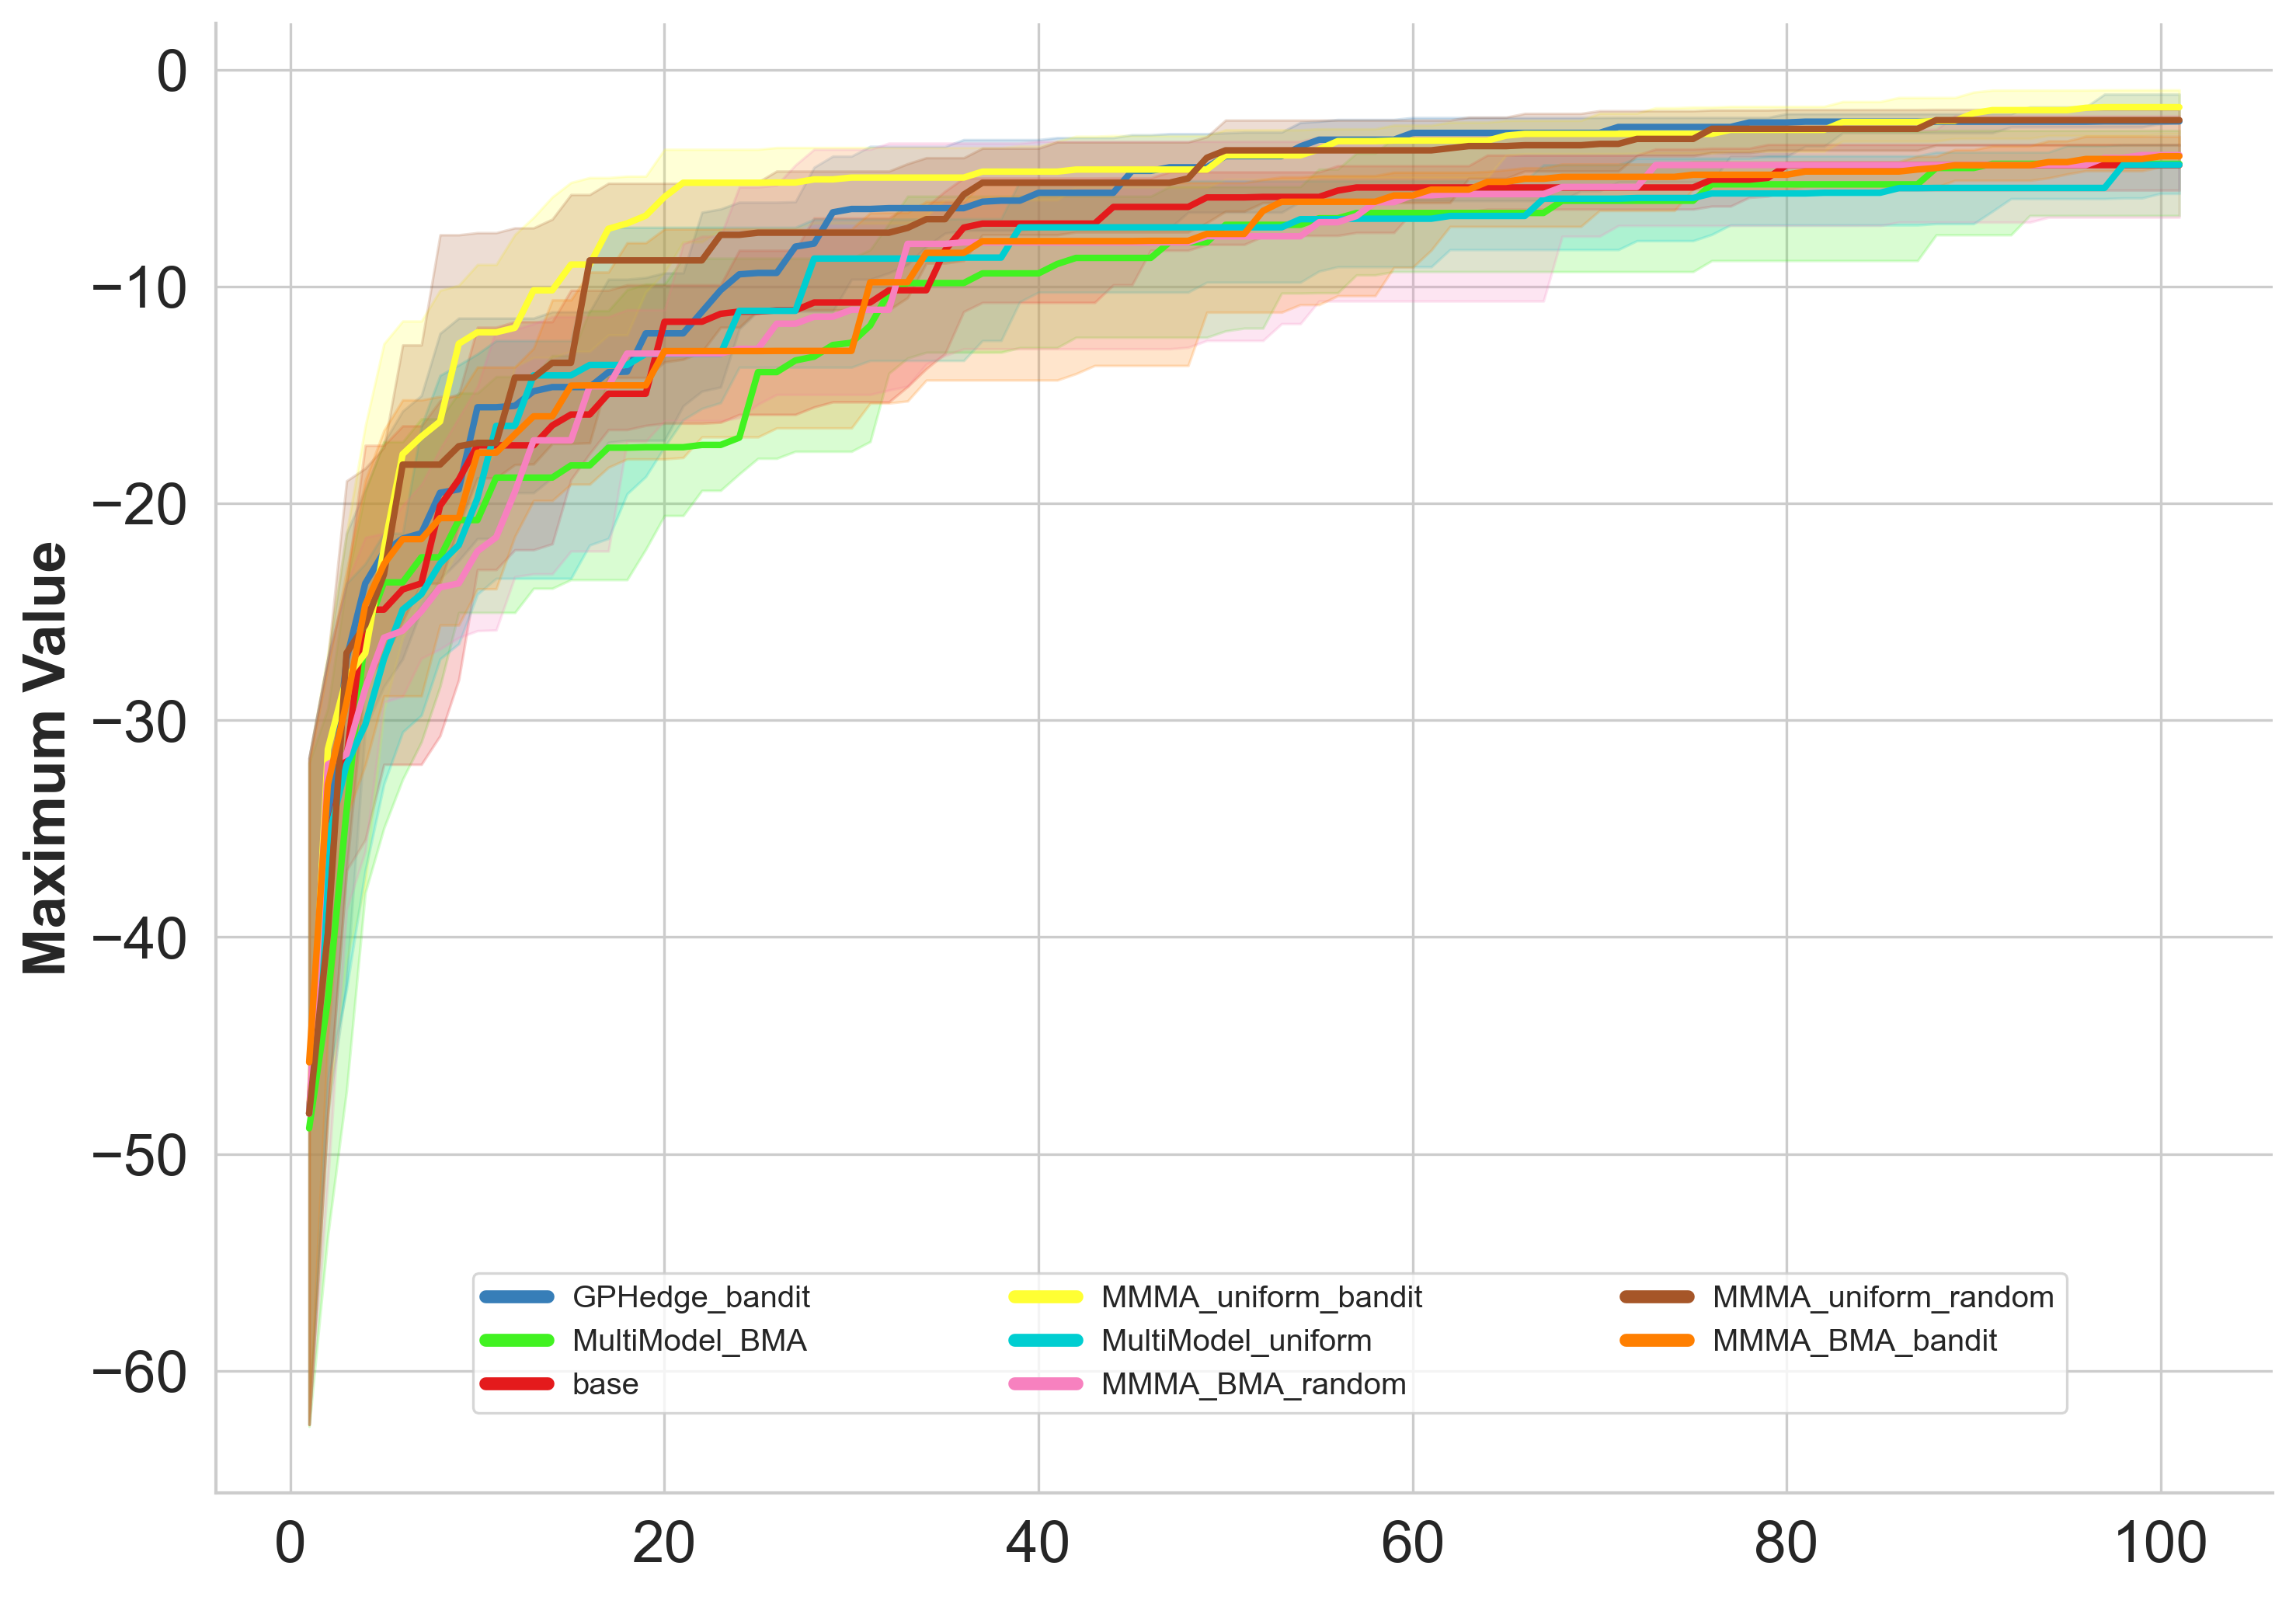 Maximum Value
0
−10
−20
−30
−40
−50
−60
0 20 40 60 80 100
GPHedge_bandit MMMA_uniform_bandit MMMA_uniform_random
MultiModel_BMA MultiModel_uniform MMMA_BMA_bandit
base MMMA_BMA_random